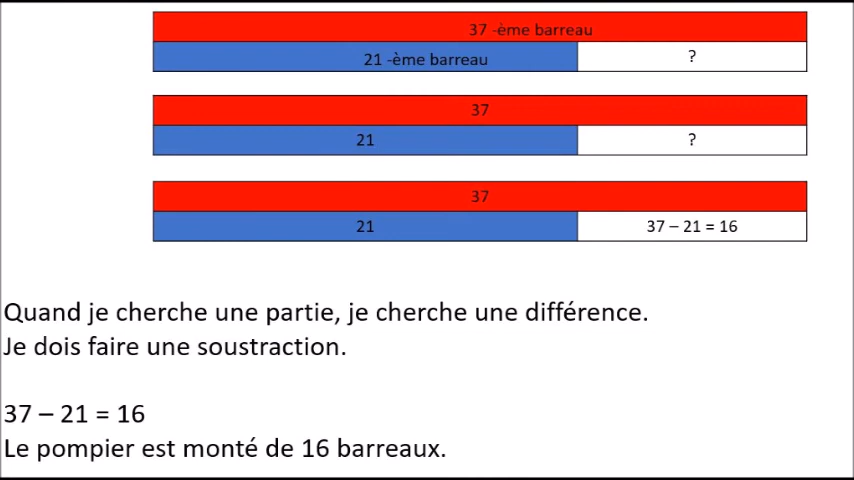 37 -ème barreau
21 -ème barreau ?
37
21 ?
37
21 37 – 21 = 16
Quand je cherche une partie, je cherche une différence.
Je dois faire une soustraction.
37 – 21 = 16
Le pompier est monté de 16 barreaux.